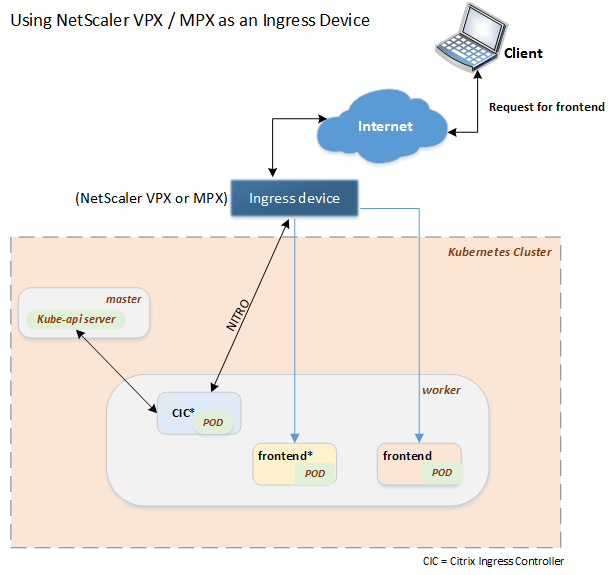 Using NetScaler VPX / MPX as an Ingress Device
Client
Request for frontend
Internet
(NetScaler VPX or MPX)
Ingress device
Kubernetes Cluster
master
Kube-api server
NITRO
worker
CIC*
POD
frontend*
POD
frontend
POD
CIC = Citrix Ingress Controller